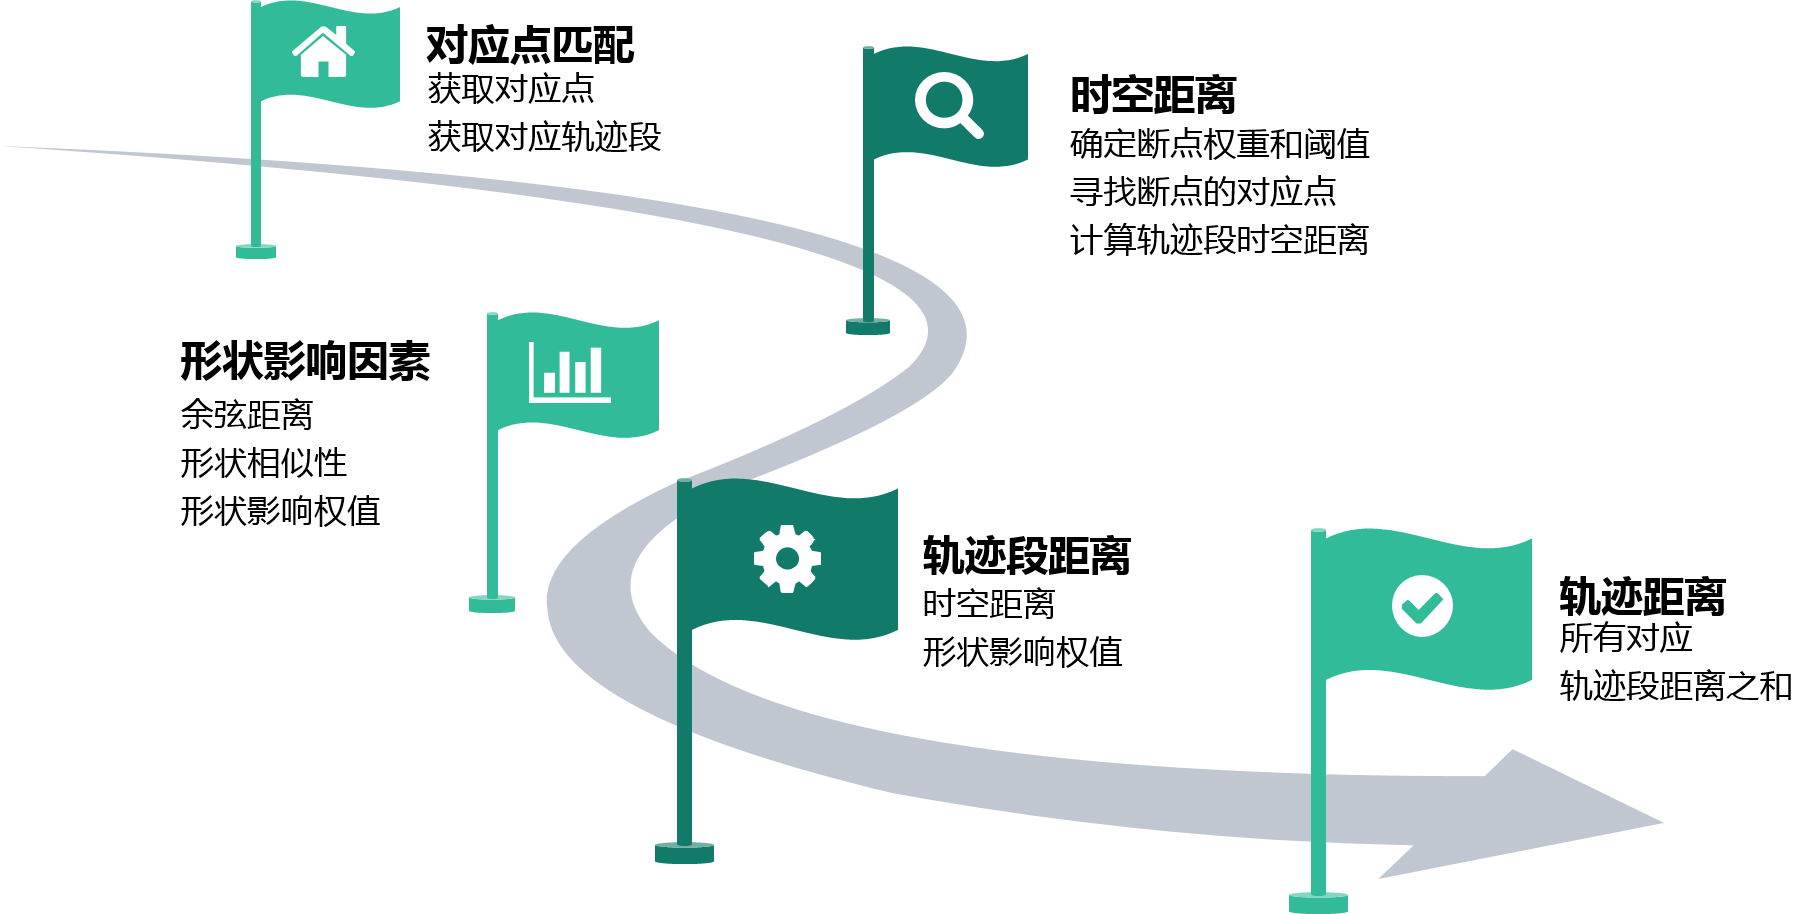 对应点匹配
获取对应点
获取对应轨迹段
时空距离
确定断点权重和阈值
寻找断点的对应点
计算轨迹段时空距离
形状影响因素
余弦距离
形状相似性
形状影响权值
轨迹段距离
时空距离
形状影响权值
轨迹距离
所有对应
轨迹段距离之和